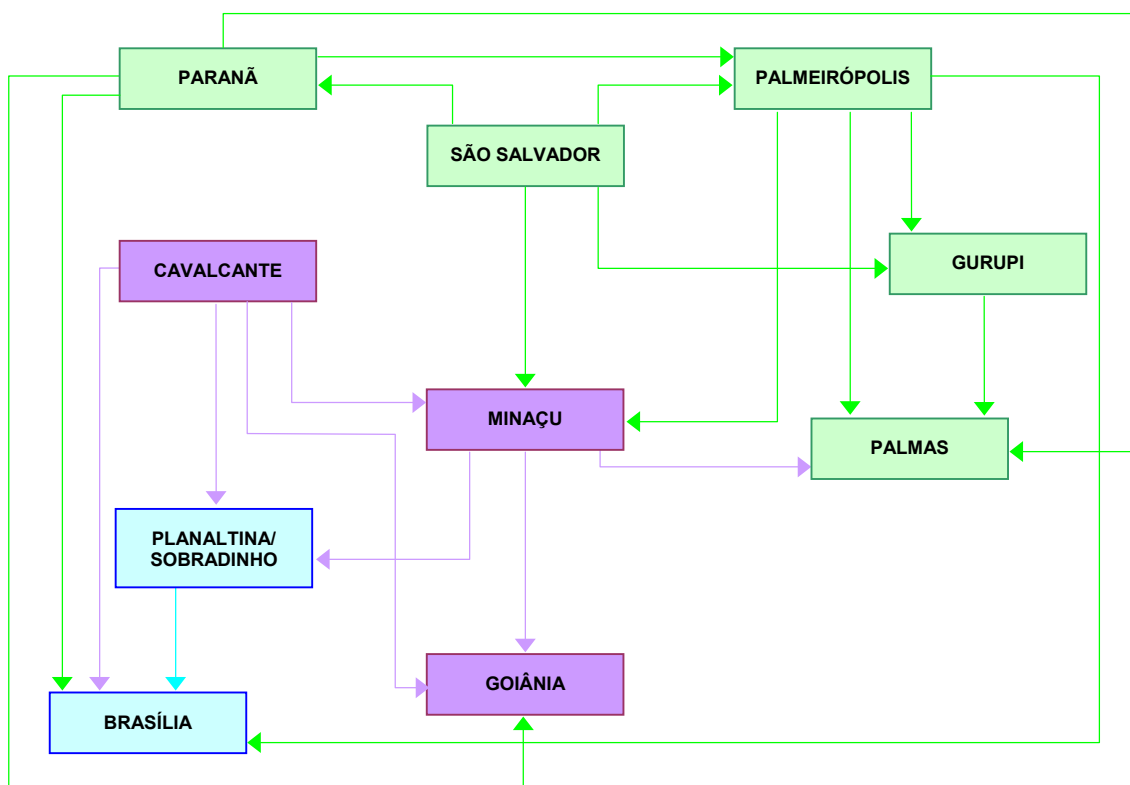 PARANÃ
PALMEIRÓPOLIS
SÃO SALVADOR
CAVALCANTE
GURUPI
MINAÇU
PALMAS
PLANALTINA/
SOBRADINHO
GOIÂNIA
BRASÍLIA